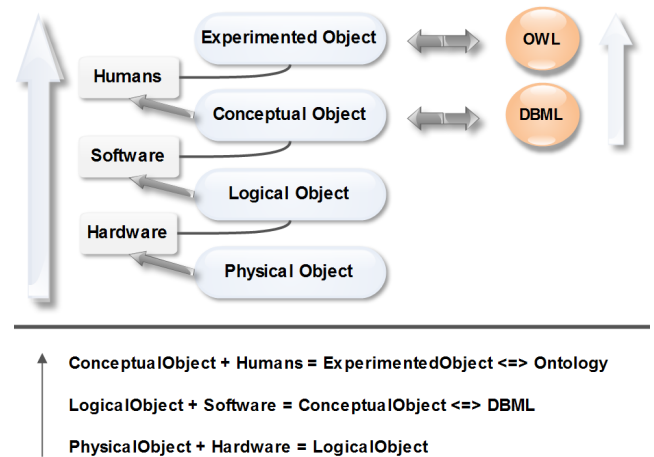 Experimented Object
OWL
Humans
Conceptual Object
DBML
Software
Logical Object
Hardware
Physical Object
ConceptualObject + Humans = ExperimentedObject <=> Ontology
LogicalObject + Software = ConceptualObject <=> DBML
PhysicalObject + Hardware = LogicalObject